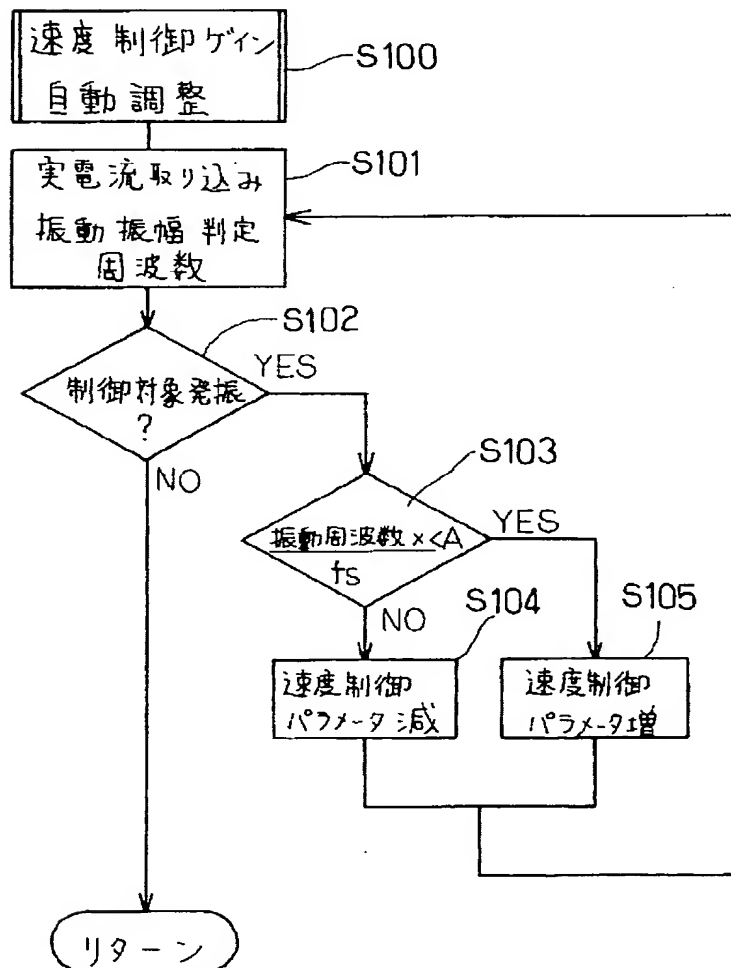 速度制御ゲイン
自動調整
S100
実電流取り込み
振動振幅判定
周波数
S101
制御対象発振
?
S102
YES
NO
振動周波数x<A
fs
S103
YES
NO
速度制御
パラメータ減
S104
速度制御
パラメータ増
S105
リターン